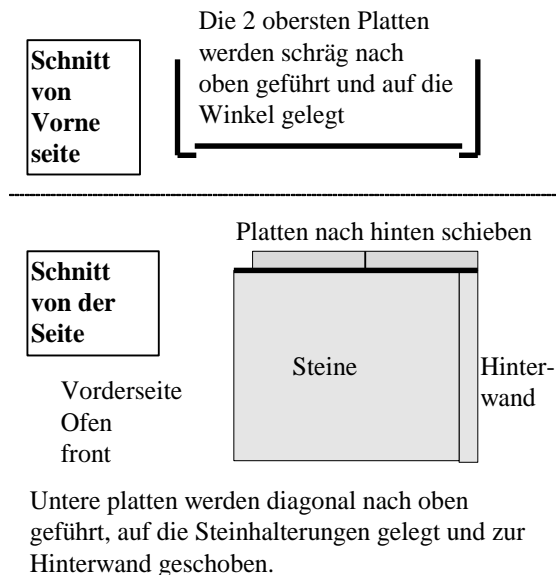 Die 2 obersten Platten
werden schräg nach
oben geführt und auf die
Winkel gelegt
Schnitt
von
Vorne
seite
Platten nach hinten schieben
Schnitt
von der
Seite
Steine
Hinter-
wand
Vorderseite
Ofen
front
Untere platten werden diagonal nach oben
geführt, auf die Steinhalterungen gelegt und zur
Hinterwand geschoben.